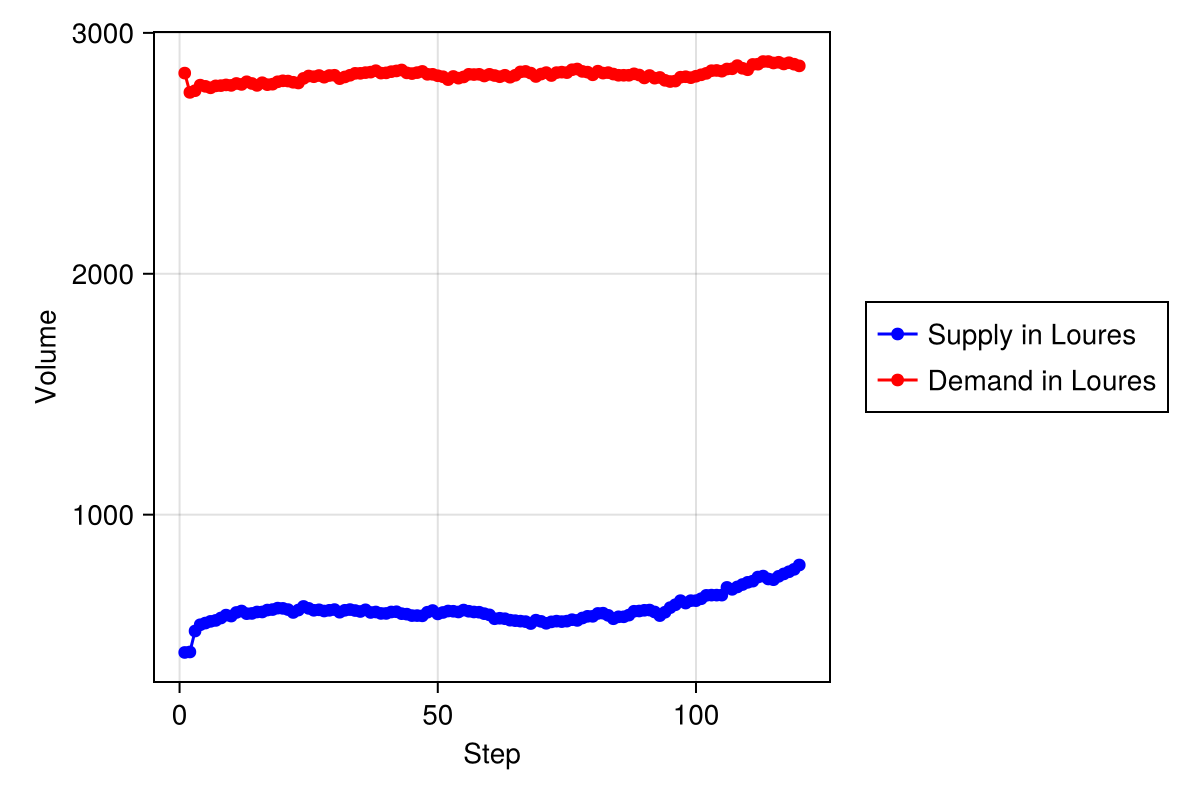 3000
2000
1000
Volume
0 50 100
Step
Supply in Loures
Demand in Loures